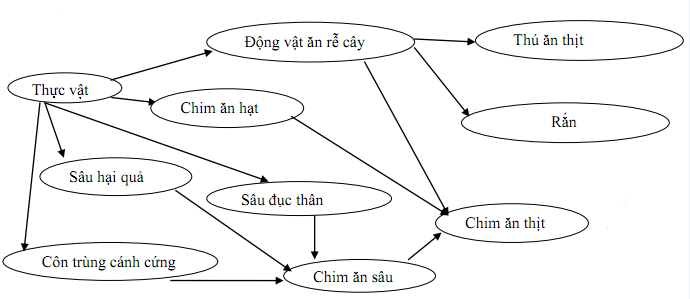 Động vật ăn rễ cây
Thú ăn thịt
Thực vật
Chim ăn hạt
Rắn
Sâu hại quả
Sâu đục thân
Chim ăn thịt
Côn trùng cánh cứng
Chim ăn sâu